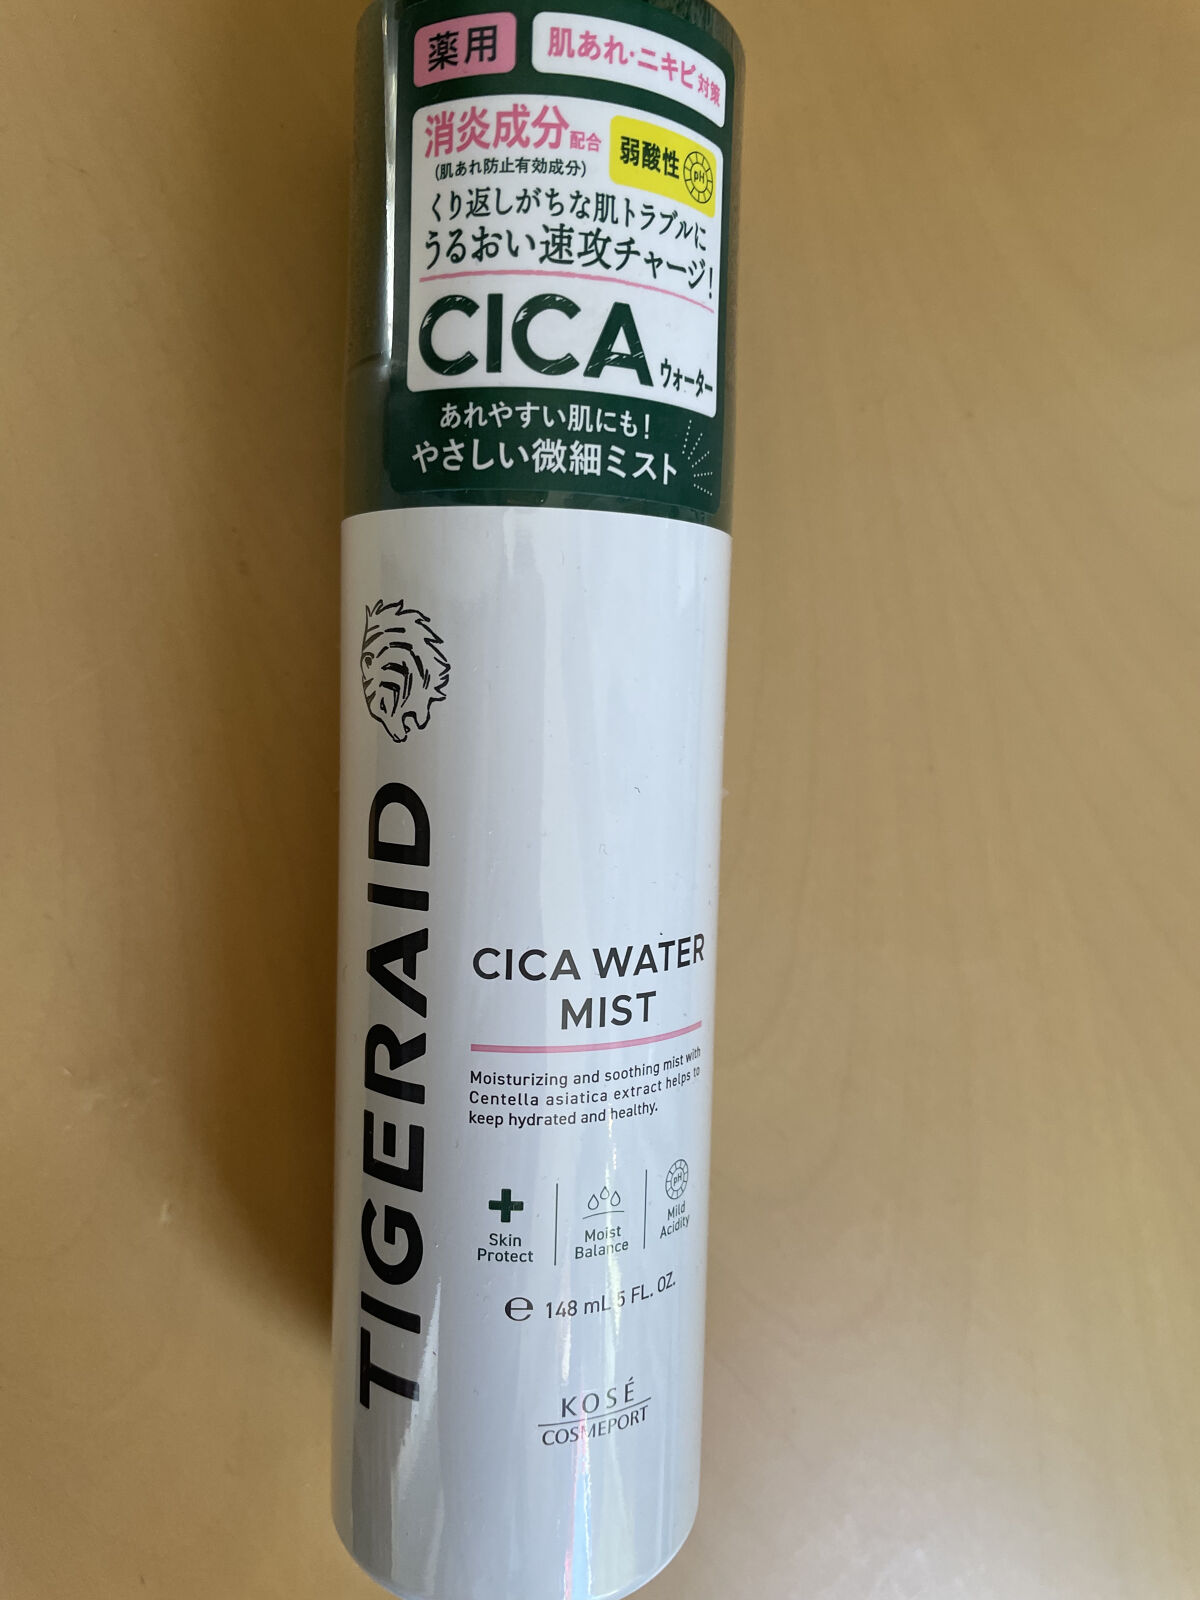 薬用
肌あれ・ニキビ対策
消炎成分配合
(肌あれ防止有効成分)
弱酸性
pH
くり返しがちな肌トラブルに
うるおい速攻チャージ!
CICA
ウォーター
あれやすい肌にも!
やさしい微細ミスト
TIGERAID
CICA WATER
MIST
Moisturizing and soothing mist with
Centella asiatica extract helps to
keep hydrated and healthy.
Skin
Protect
Moist
Balance
pH
Mild
Acidity
℮ 148 mL 5 FL. OZ.
KOSÉ
COSMEPORT